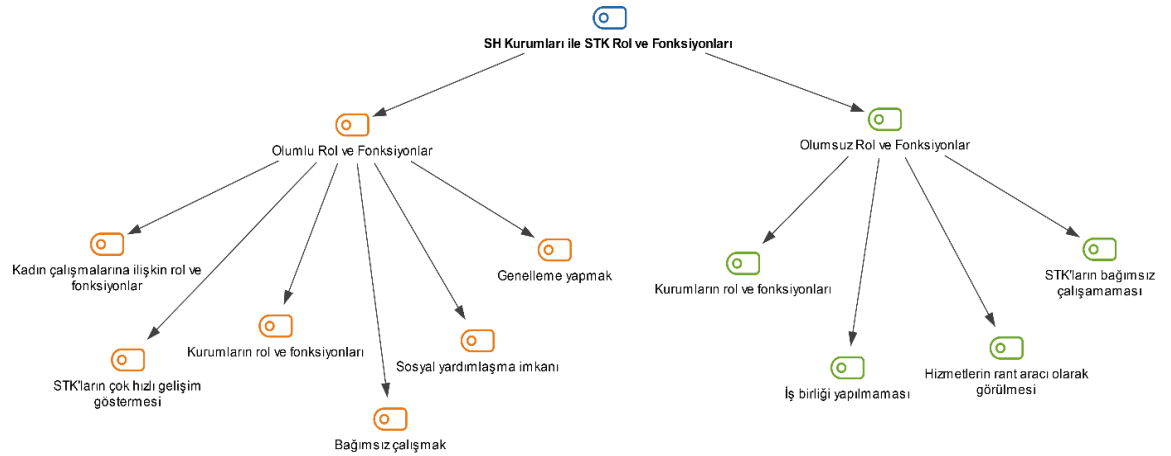 SH Kurumları ile STK Rol ve Fonksiyonları
Olumlu Rol ve Fonksiyonlar
Olumsuz Rol ve Fonksiyonlar
Kadın çalışmalarına ilişkin rol ve
fonksiyonlar
Genelleme yapmak
Kurumların rol ve fonksiyonları
STK'ların bağımsız
çalışamaması
STK'ların çok hızlı gelişim
göstermesi
Kurumların rol ve fonksiyonları
Sosyal yardımlaşma imkanı
Bağımsız çalışmak
İş birliği yapılmaması
Hizmetlerin rant aracı olarak
görülmesi